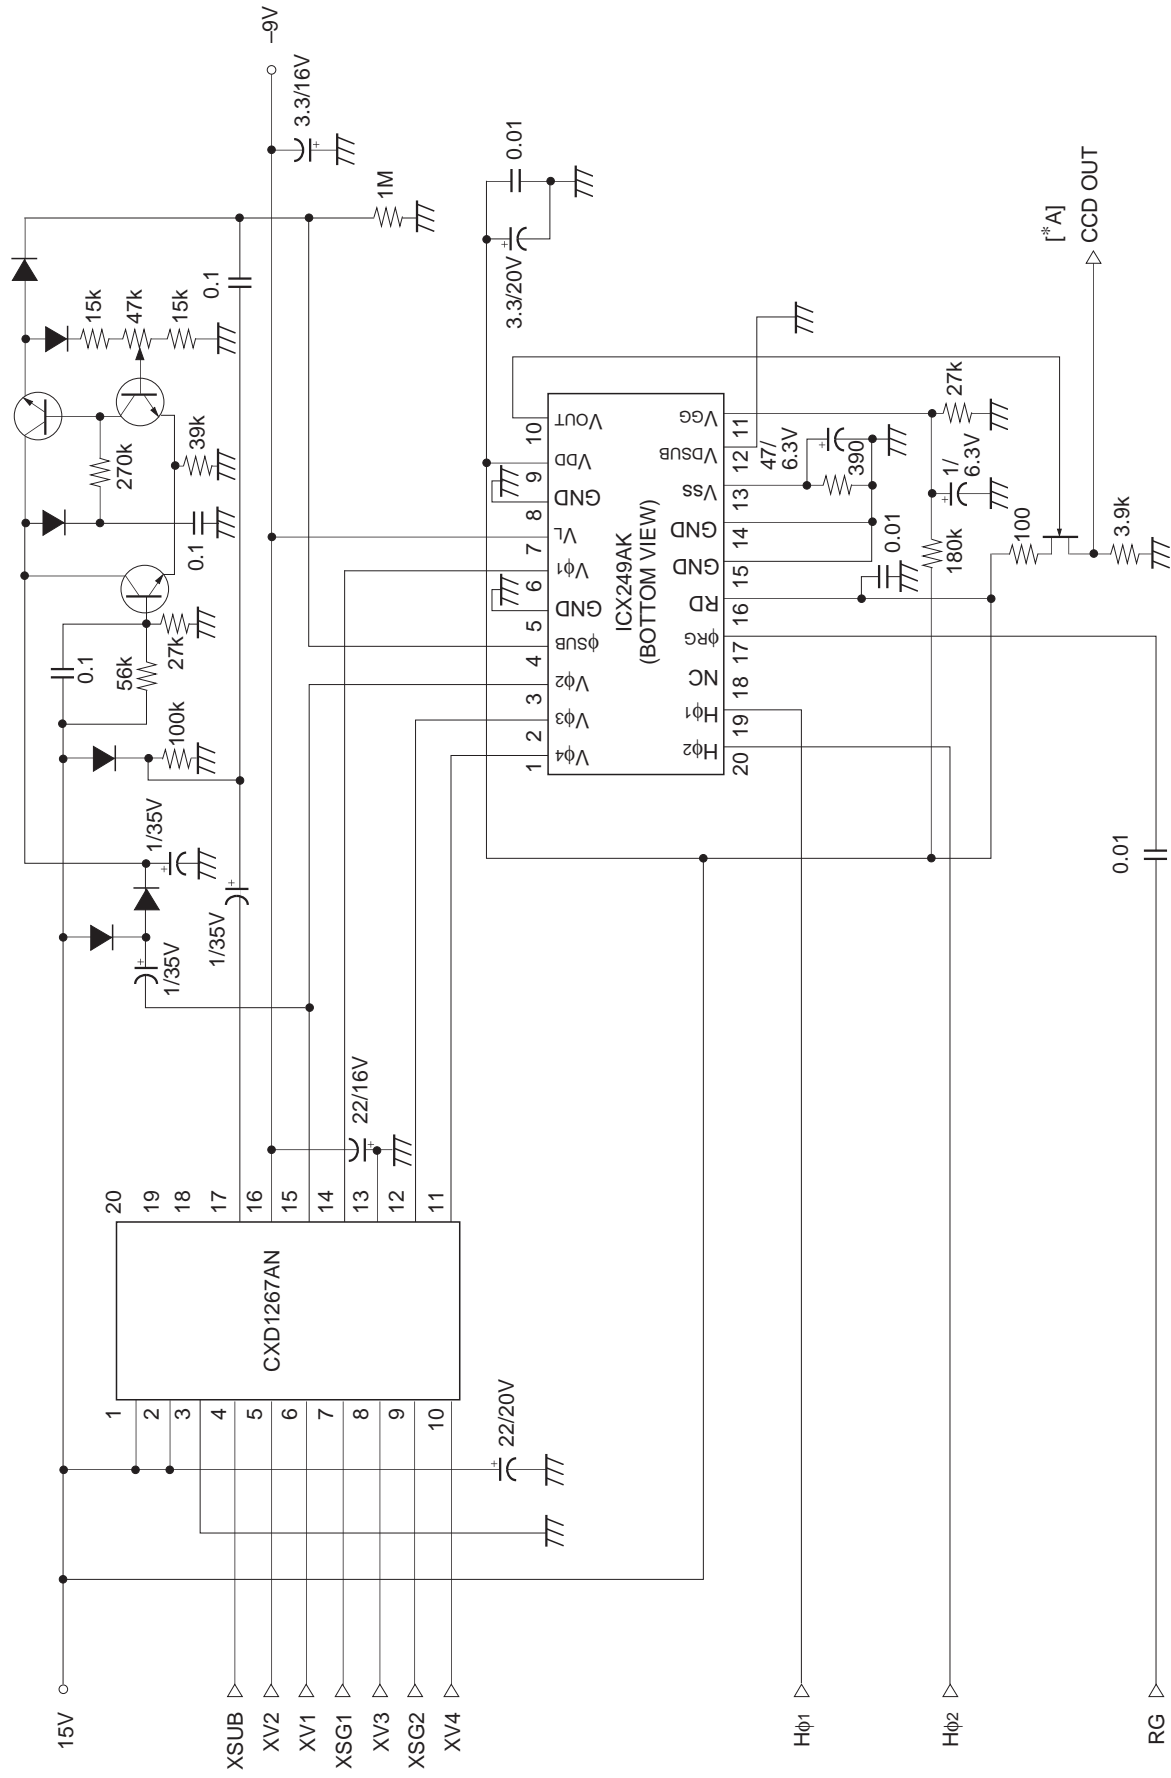 15V
XSUB
XV2
XV1
XSG1
XV3
XSG2
XV4
Hϕ1
Hϕ2
RG
1
2
3
4
5
6
7
8
9
10
CXD1267AN
20
19
18
17
16
15
14
13
12
11
22/20V
22/16V
1/35V
1/35V
1/35V
100k
56k
0.1
27k
0.1
270k
39k
15k
47k
15k
0.1
1M
–9V
3.3/16V
3.3/20V
0.01
1
2
3
4
5
6
7
8
9
10
Vϕ4
Vϕ3
Vϕ2
ϕSUB
GND
Vϕ1
VL
GND
VDD
VOUT
ICX249AK
(BOTTOM VIEW)
Hϕ2
Hϕ1
NC
ϕRG
RD
GND
GND
VSS
VDSUB
VGG
20
19
18
17
16
15
14
13
12
11
47/
6.3V
390
0.01
180k
1/
6.3V
27k
100
3.9k
[*A]
CCD OUT
0.01